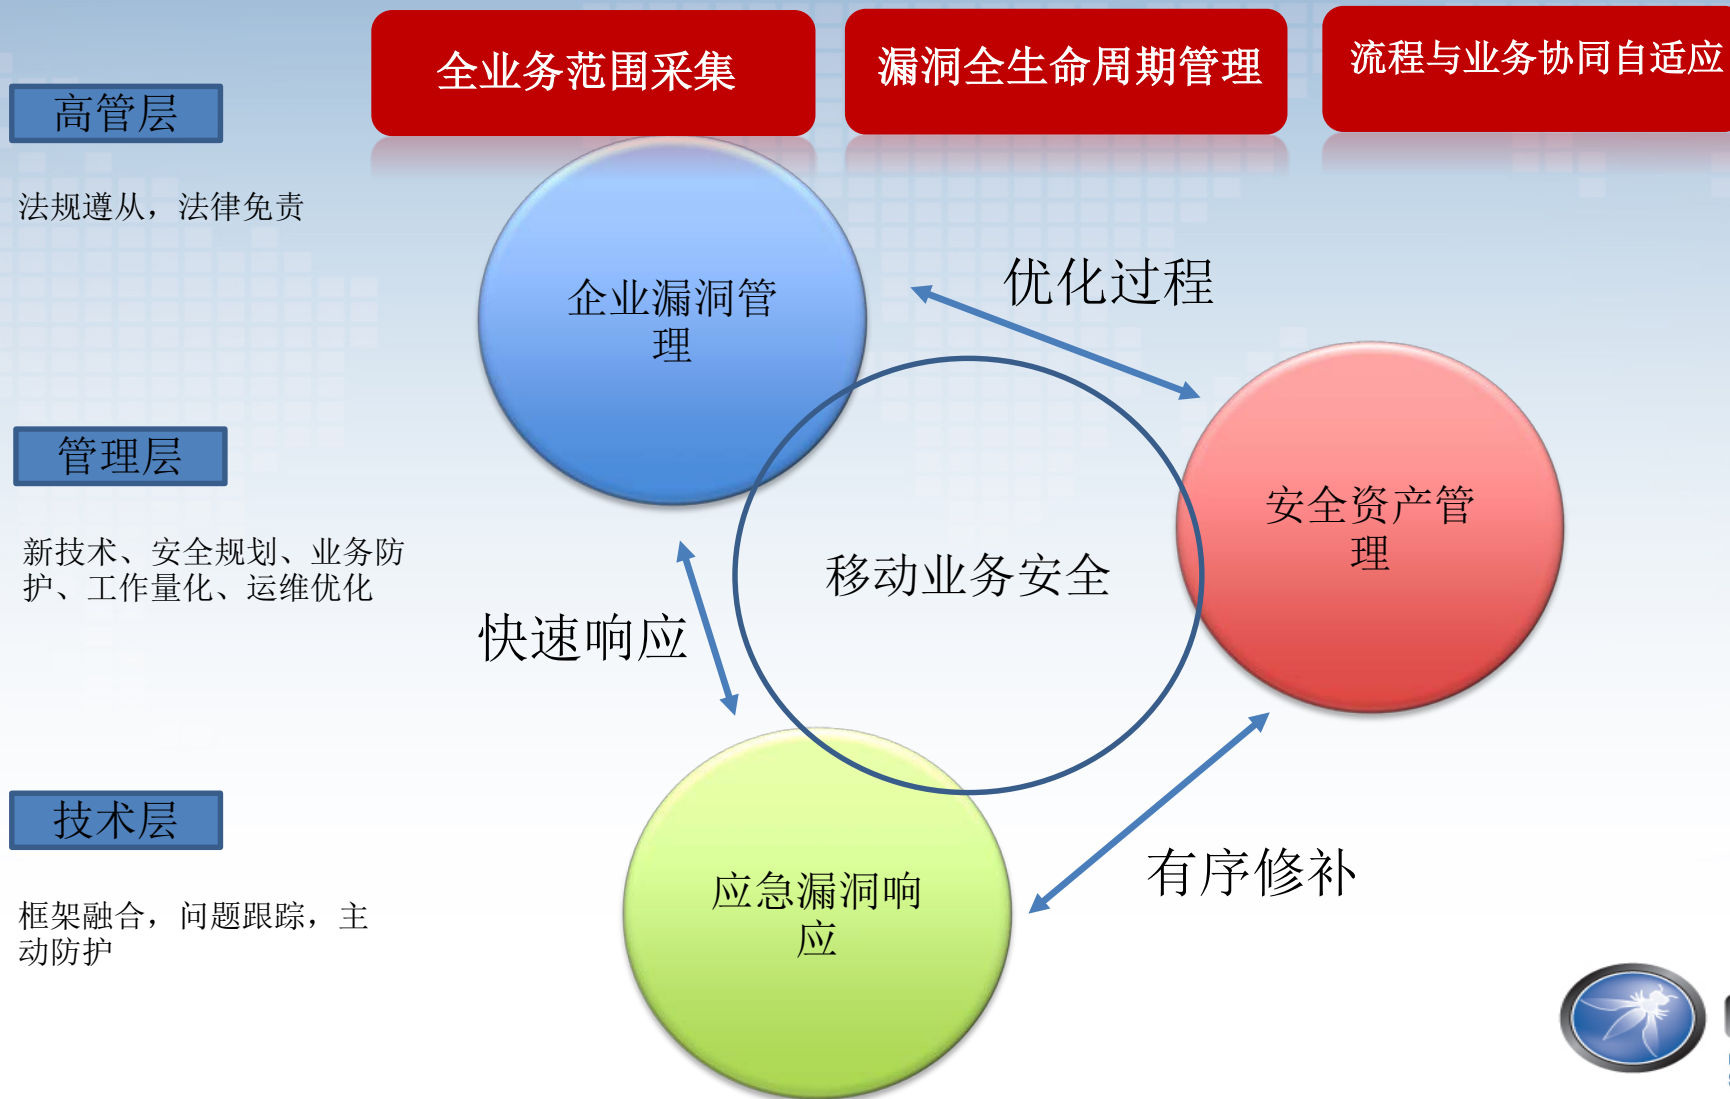 全业务范围采集
漏洞全生命周期管理
流程与业务协同自适应
高管层
法规遵从，法律免责
企业漏洞管
理
优化过程
安全资产管
理
管理层
新技术、安全规划、业务防
护、工作量化、运维优化
移动业务安全
快速响应
技术层
框架融合，问题跟踪，主
动防护
应急漏洞响
应
有序修补